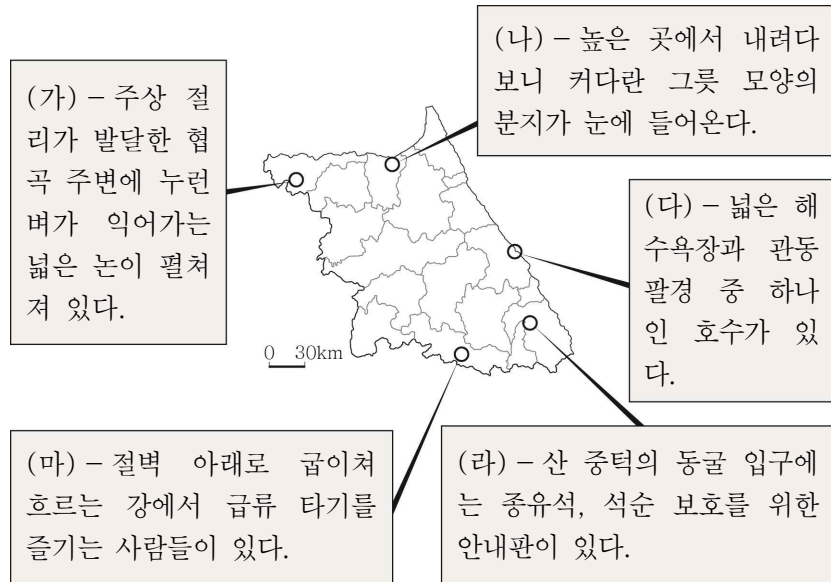 (가) – 주상 절
리가 발달한 협
곡 주변에 누런
벼가 익어가는
넓은 논이 펼쳐
져 있다.
(나) – 높은 곳에서 내려다
보니 커다란 그릇 모양의
분지가 눈에 들어온다.
(다) – 넓은 해
수욕장과 관동
팔경 중 하나
인 호수가 있
다.
0 30km
(마) – 절벽 아래로 굽이쳐
흐르는 강에서 급류 타기를
즐기는 사람들이 있다.
(라) – 산 중턱의 동굴 입구에
는 종유석, 석순 보호를 위한
안내판이 있다.